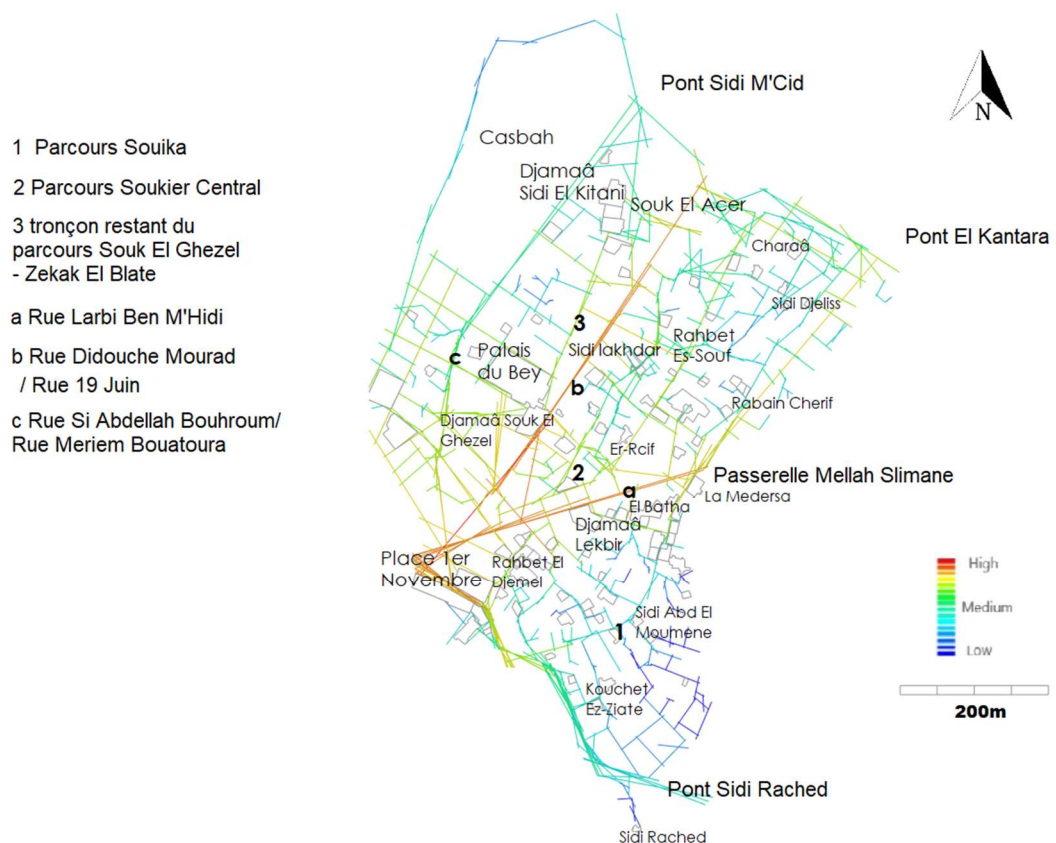 1 Parcours Souika
2 Parcours Soukier Central
3 tronçon restant du
parcours Souk El Ghezel
- Zekak El Blate
a Rue Larbi Ben M'Hidi
b Rue Didouche Mourad
/ Rue 19 Juin
c Rue Si Abdellah Bouhroum/
Rue Meriem Bouatoura
Pont Sidi M'Cid
N
Casbah
Djamaâ
Sidi El Kitani
Souk El Acer
Charaâ
Pont El Kantara
Sidi Djeliss
3
Sidi lakhdar
Rahbet
Es-Souf
c
Palais
du Bey
b
Rabain Cherif
Djamaâ Souk El
Ghezel
Er-Rcif
2
a
Passerelle Mellah Slimane
La Medersa
El Batha
Djamaâ
Lekbir
Place 1er
Novembre
Rahbet El
Djemel
High
Medium
Low
Sidi Abd El
Moumene
1
Kouchet
Ez-Ziate
200m
Pont Sidi Rached
Sidi Rached